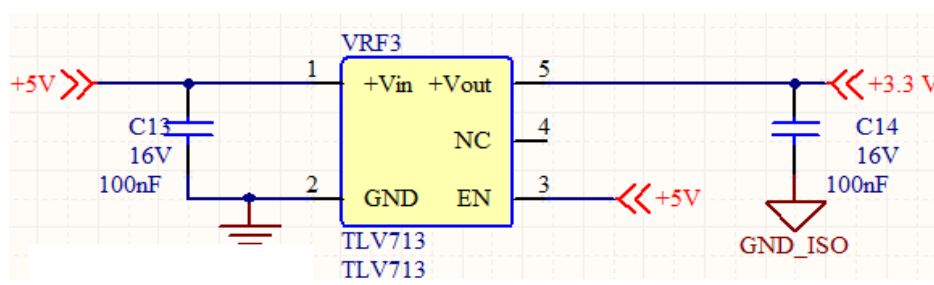 VRF3
+5V
1
+Vin
+Vout
5
+3.3 V
C13
16V
100nF
NC
4
C14
16V
100nF
2
GND
EN
3
+5V
TLV713
TLV713
GND_ISO